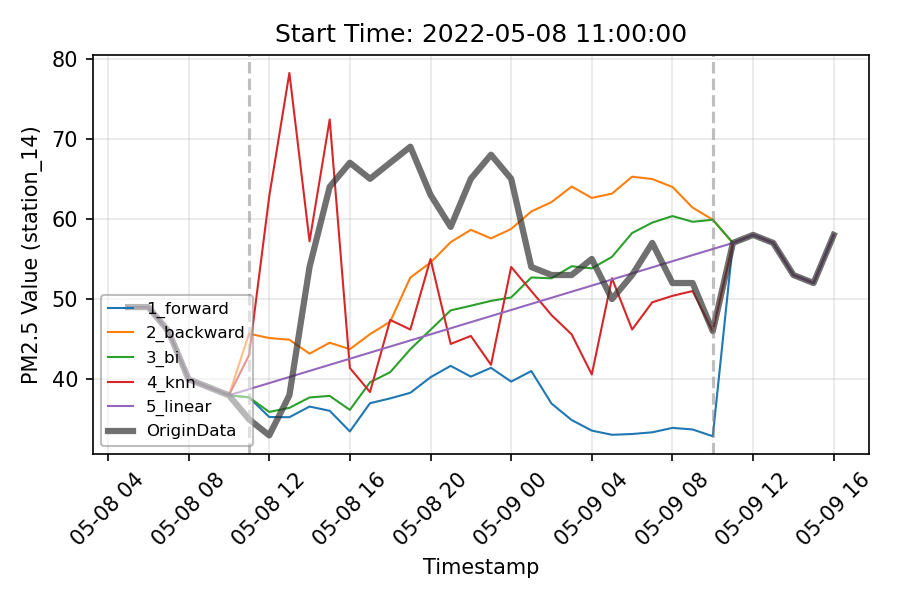 Start Time: 2022-05-08 11:00:00
PM2.5 Value (station_14)
80
70
60
50
40
1_forward
2_backward
3_bi
4_knn
5_linear
OriginData
05-08 04
05-08 08
05-08 12
05-08 16
05-08 20
05-09 00
05-09 04
05-09 08
05-09 12
05-09 16
Timestamp